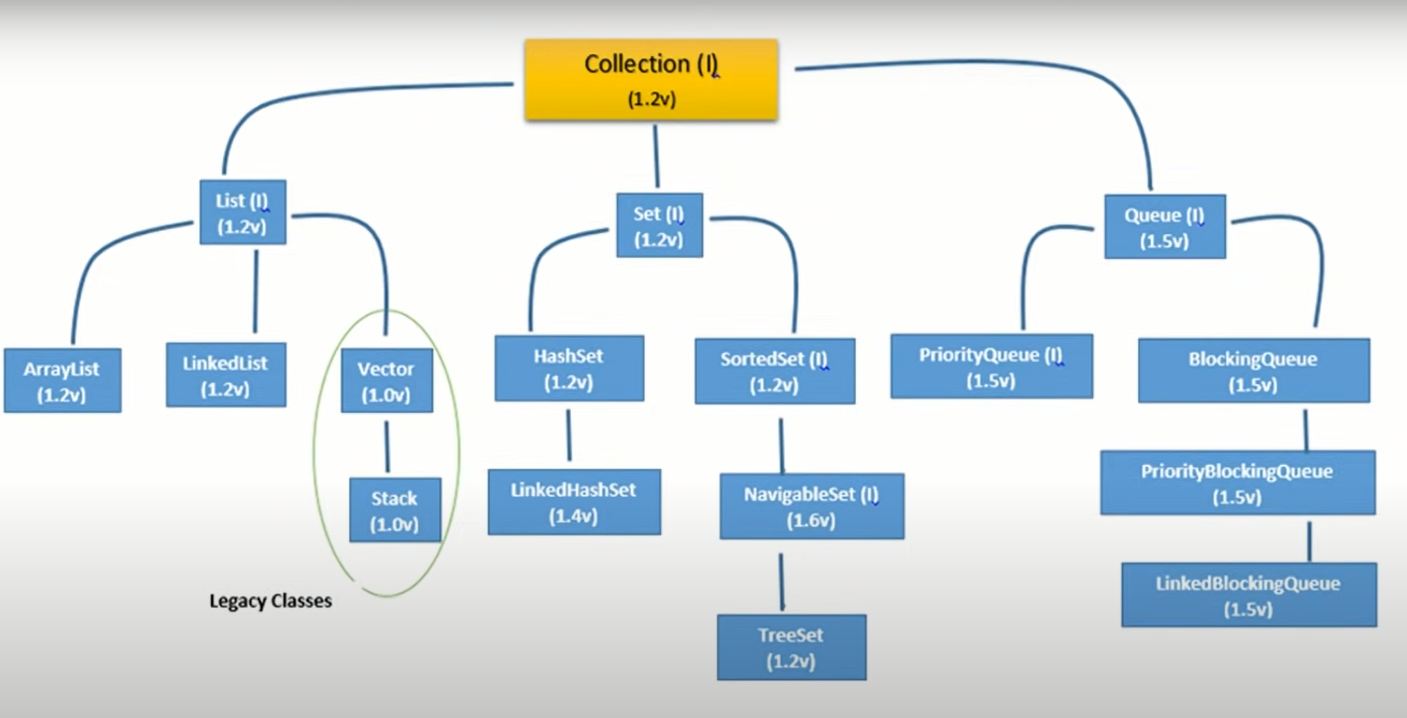 Collection (I)
(1.2v)
List (I)
(1.2v)
Set (I)
(1.2v)
Queue (I)
(1.5v)
ArrayList
(1.2v)
LinkedList
(1.2v)
Vector
(1.0v)
HashSet
(1.2v)
SortedSet (I)
(1.2v)
PriorityQueue (I)
(1.5v)
BlockingQueue
(1.5v)
Stack
(1.0v)
LinkedHashSet
(1.4v)
NavigableSet (I)
(1.6v)
PriorityBlockingQueue
(1.5v)
LinkedBlockingQueue
(1.5v)
Legacy Classes
TreeSet
(1.2v)